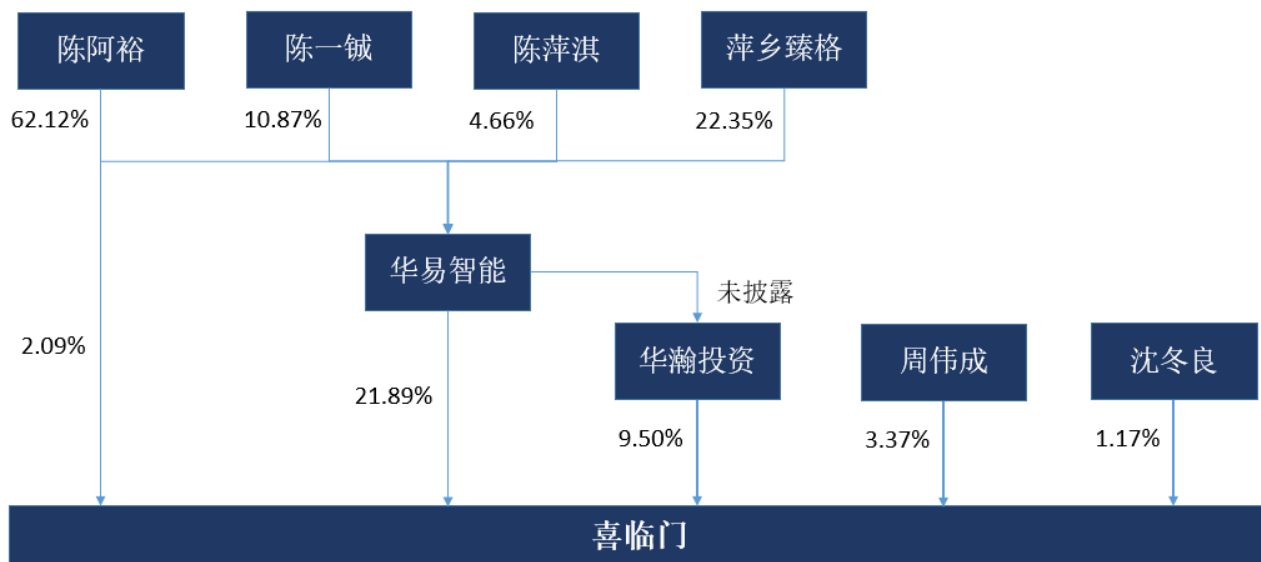 陈阿裕
陈一铖
陈萍淇
萍乡臻格
62.12%
10.87%
4.66%
22.35%
华易智能
未披露
2.09%
华瀚投资
周伟成
沈冬良
21.89%
9.50%
3.37%
1.17%
喜临门